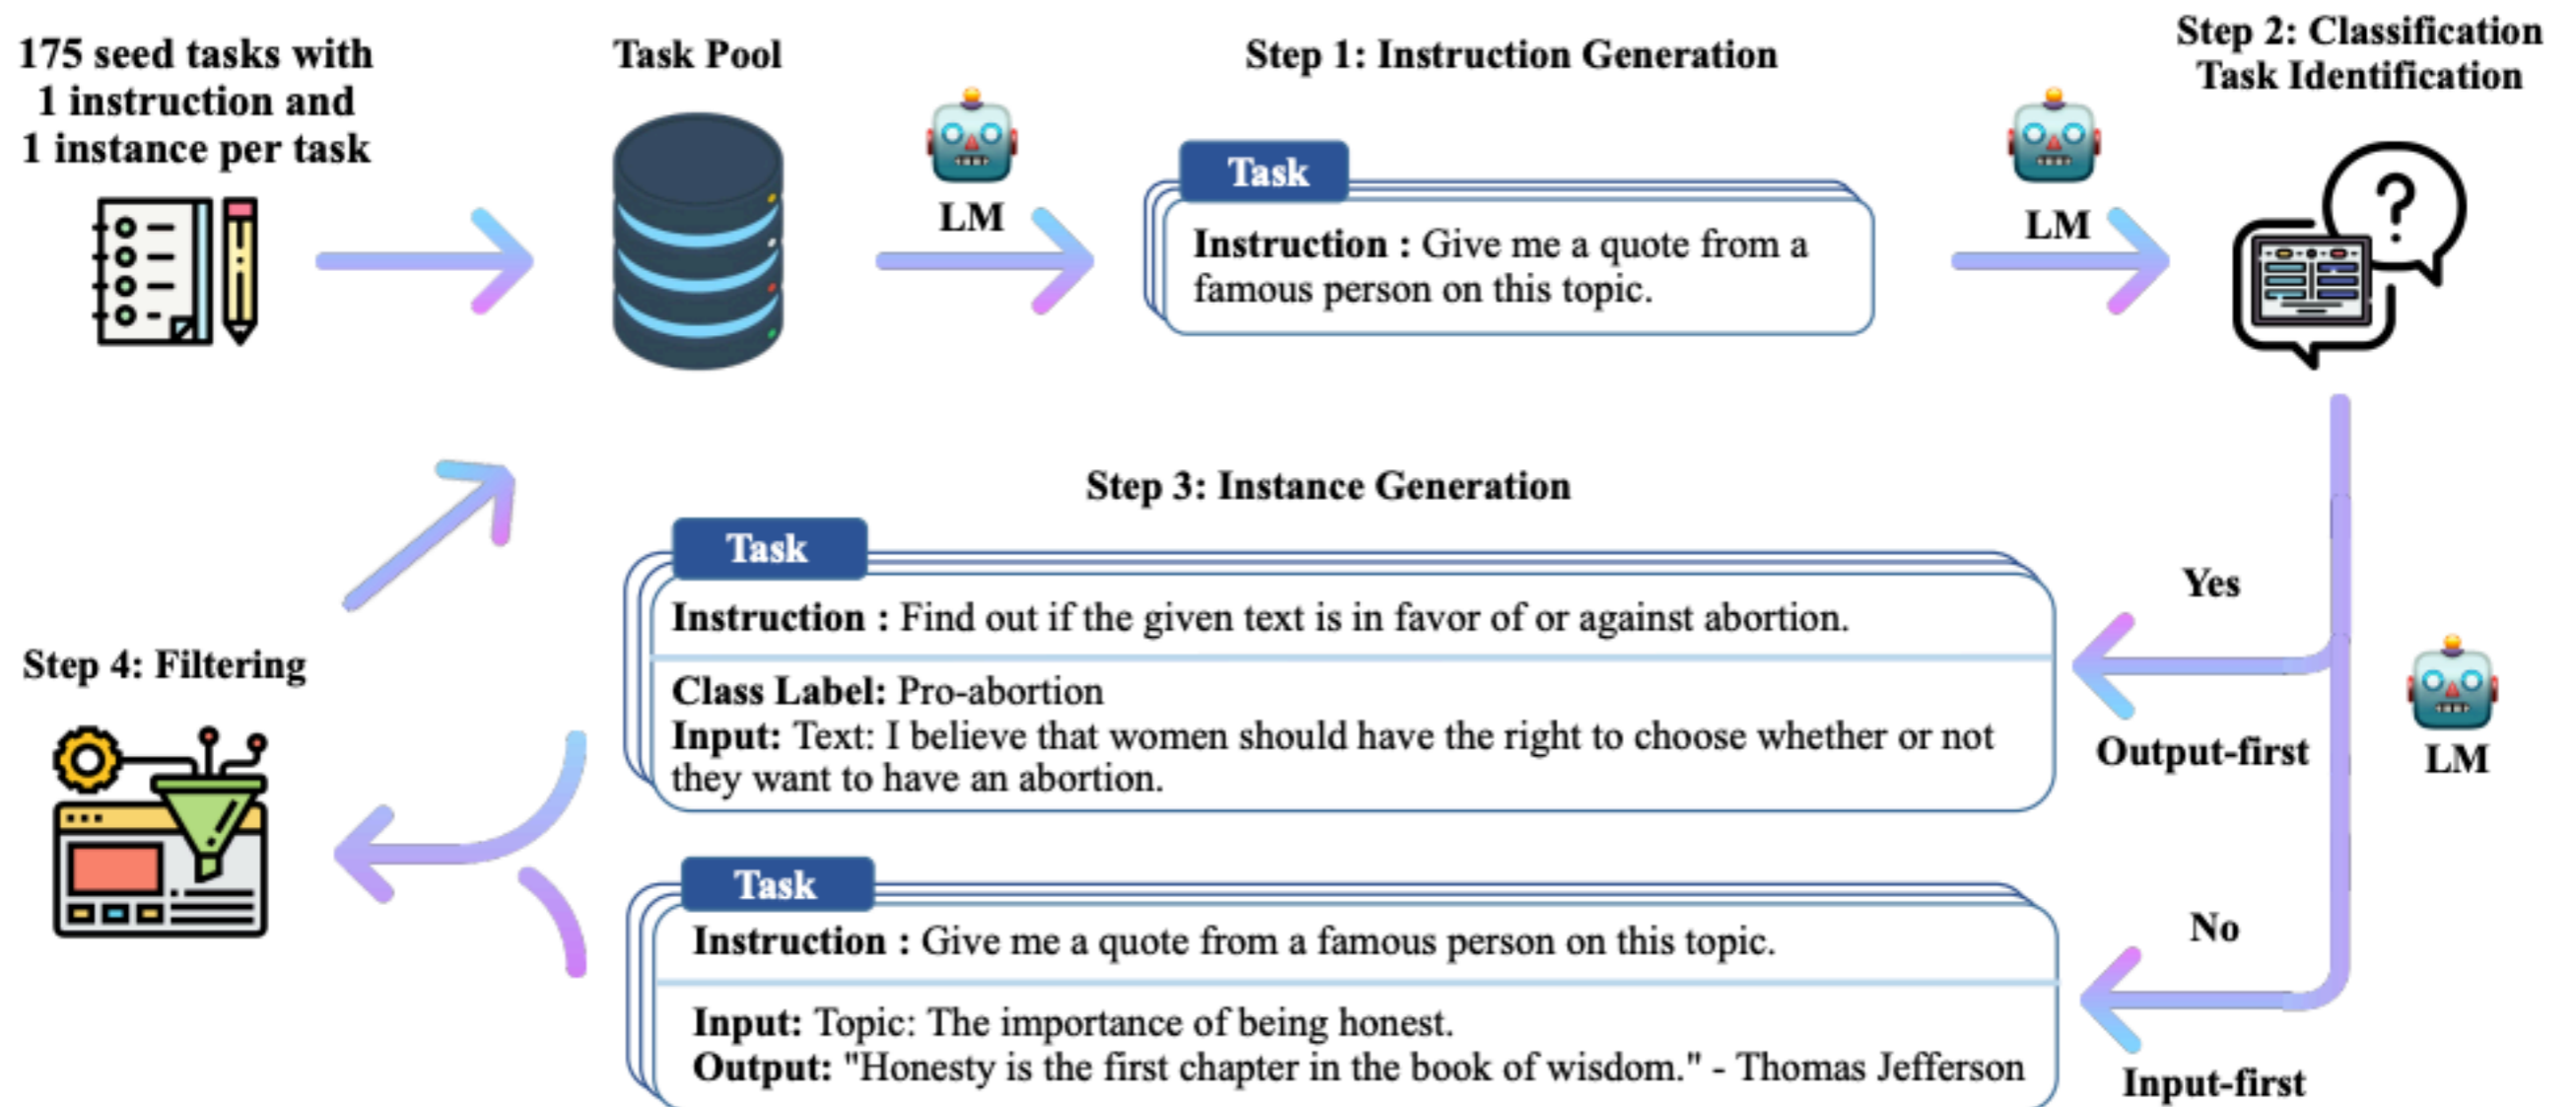 175 seed tasks with
1 instruction and
1 instance per task
Task Pool
LM
Step 1: Instruction Generation
Task
Instruction : Give me a quote from a
famous person on this topic.
LM
Step 2: Classification
Task Identification
Step 3: Instance Generation
Task
Instruction : Find out if the given text is in favor of or against abortion.
Class Label: Pro-abortion
Input: Text: I believe that women should have the right to choose whether or not
they want to have an abortion.
Yes
Output-first
LM
Step 4: Filtering
Task
Instruction : Give me a quote from a famous person on this topic.
Input: Topic: The importance of being honest.
Output: "Honesty is the first chapter in the book of wisdom." - Thomas Jefferson
No
Input-first